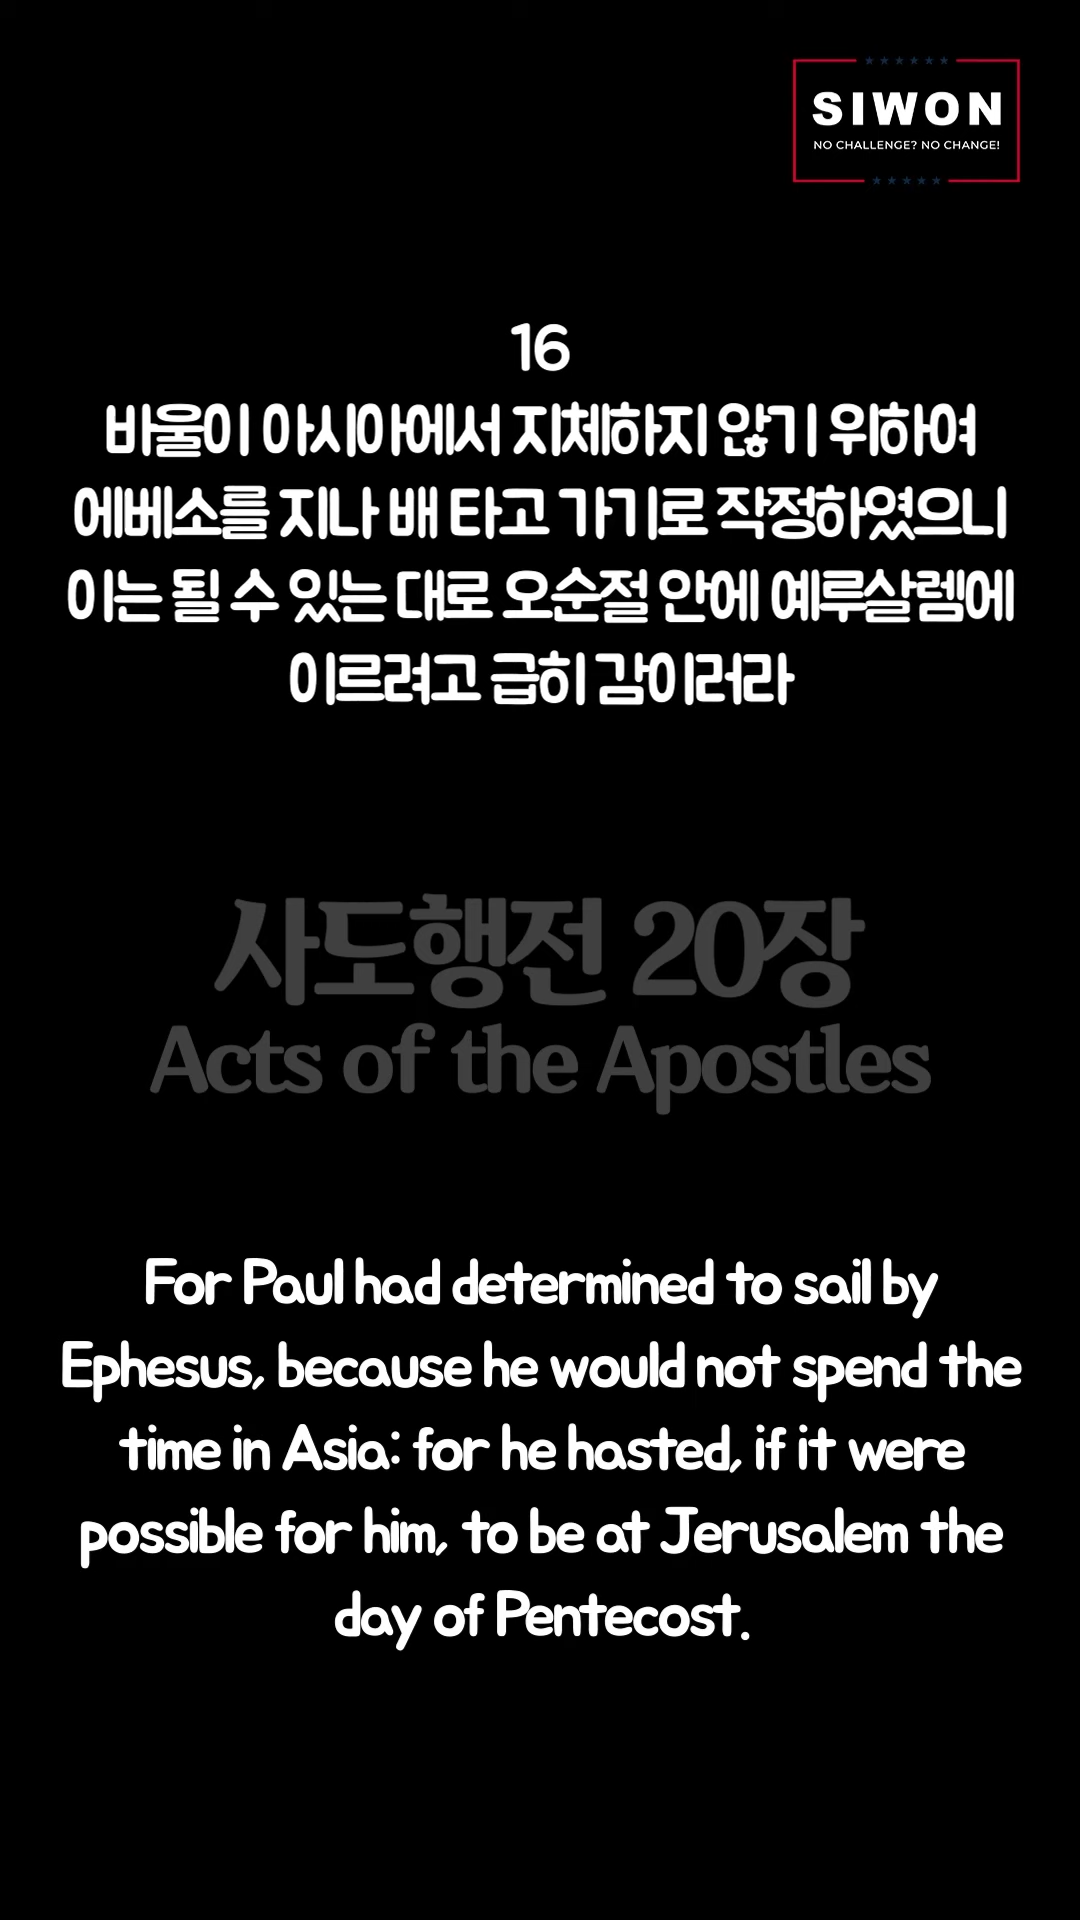 SIWON
NO CHALLENGE? NO CHANGE!
16
바울이 아시아에서 지체하지 않기 위하여
에베소를 지나 배 타고 가기로 작정하였으니
이는 될 수 있는 대로 오순절 안에 예루살렘에
이르려고 급히 감이러라
사도행전 20장
Acts of the Apostles
For Paul had determined to sail by
Ephesus, because he would not spend the
time in Asia: for he hasted, if it were
possible for him, to be at Jerusalem the
day of Pentecost.